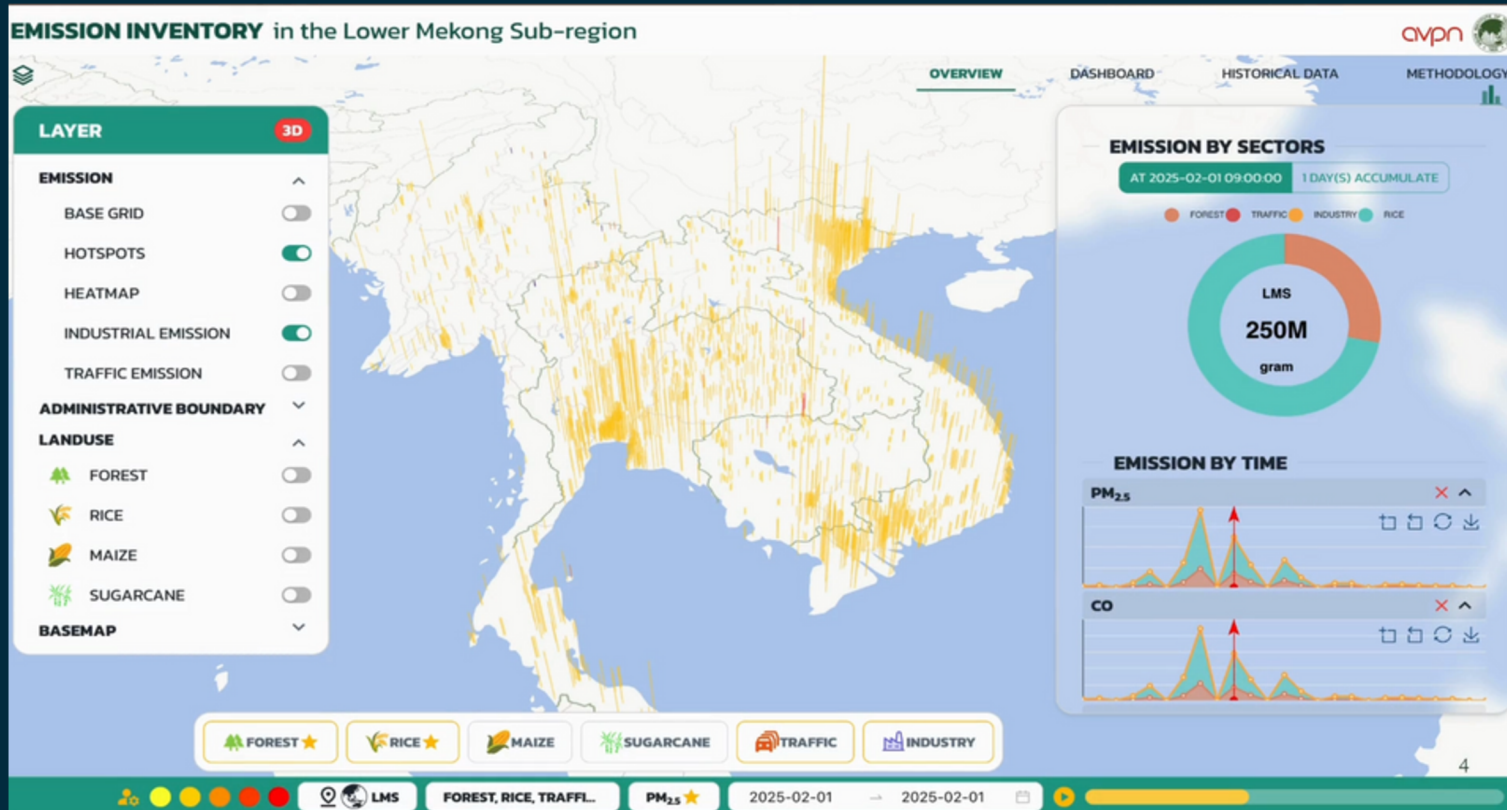 EMISSION INVENTORY in the Lower Mekong Sub-region
avpn
OVERVIEW DASHBOARD HISTORICAL DATA METHODOLOGY
LAYER 3D
EMISSION
BASE GRID
HOTSPOTS
HEATMAP
INDUSTRIAL EMISSION
TRAFFIC EMISSION
ADMINISTRATIVE BOUNDARY
LANDUSE
FOREST
RICE
MAIZE
SUGARCANE
BASEMAP
EMISSION BY SECTORS
AT 2025-02-01 09:00:00 1 DAY(S) ACCUMULATE
FOREST TRAFFIC INDUSTRY RICE
LMS
250M
gram
EMISSION BY TIME
PM2.5
CO
FOREST RICE MAIZE SUGARCANE TRAFFIC INDUSTRY
4
LMS FOREST, RICE, TRAFFI... PM2.5 2025-02-01 → 2025-02-01